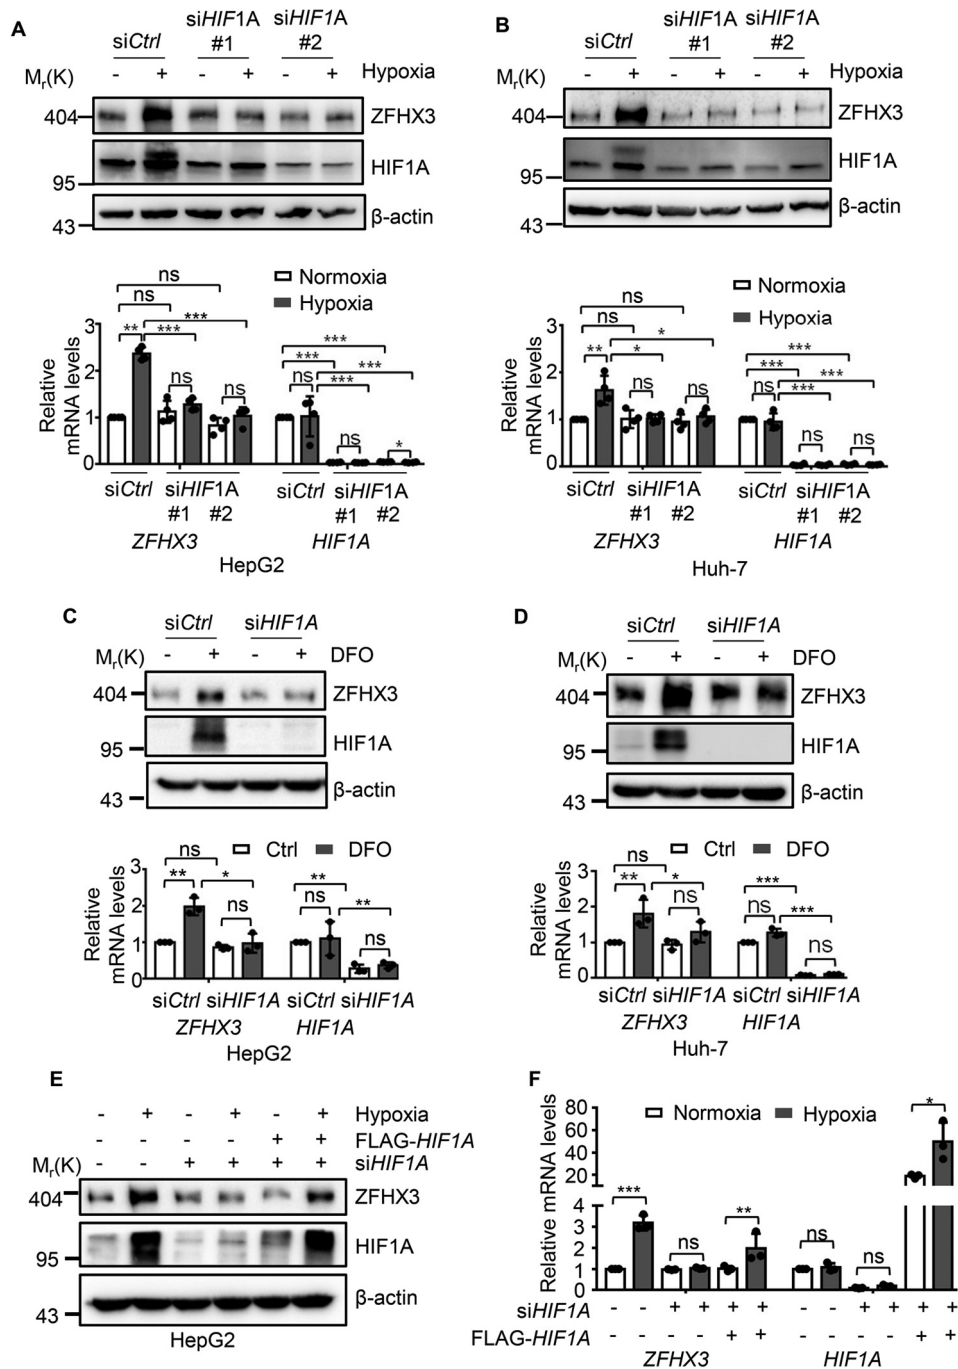 A
siCtrl siHIF1A #1 siHIF1A #2
- + - + - + Hypoxia
Mr(K)
404 ZFHX3
HIF1A
95
β-actin
43
Normoxia
Hypoxia
ns
ns
** *** ***
ns ns
*** *** ns *** ***
ns *
Relative mRNA levels
3
2
1
0
siCtrl siHIF1A #1 #2 siCtrl siHIF1A #1 #2
ZFHX3 HIF1A
HepG2
B
siCtrl siHIF1A #1 siHIF1A #2
- + - + - + Hypoxia
Mr(K)
404 ZFHX3
HIF1A
95
β-actin
43
Normoxia
Hypoxia
ns
ns
** * *
ns ns
*** *** ns *** ***
ns ns
Relative mRNA levels
3
2
1
0
siCtrl siHIF1A #1 #2 siCtrl siHIF1A #1 #2
ZFHX3 HIF1A
Huh-7
C
siCtrl siHIF1A
Mr(K) - + - + DFO
404 ZFHX3
HIF1A
95
β-actin
43
Ctrl DFO
ns
** * ns
** ns ** ns
Relative mRNA levels
3
2
1
0
siCtrl siHIF1A siCtrl siHIF1A
ZFHX3 HIF1A
HepG2
D
siCtrl siHIF1A
Mr(K) - + - + DFO
404 ZFHX3
HIF1A
95
β-actin
43
Ctrl DFO
ns
** * ns
*** ns *** ns
Relative mRNA levels
3
2
1
0
siCtrl siHIF1A siCtrl siHIF1A
ZFHX3 HIF1A
Huh-7
E
- + - + - + Hypoxia
- - - - + + FLAG-HIF1A
Mr(K) - - + + + + siHIF1A
404 ZFHX3
HIF1A
95
β-actin
43
HepG2
F
Normoxia Hypoxia
Relative mRNA levels
80
60
40
20
4
3
2
1
0
*** ns ** ns ns *
siHIF1A - - + + + + - - + + + +
FLAG-HIF1A - - - - + + - - - - + +
ZFHX3 HIF1A